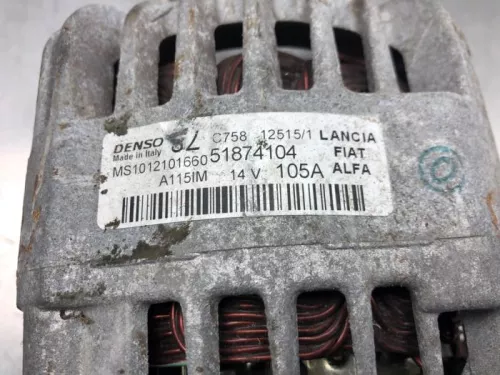 DENSO C758 12515/1 LANCIA
Made in Italy
MS1012101660 51874104 FIAT
A115IM 14 V 105A ALFA